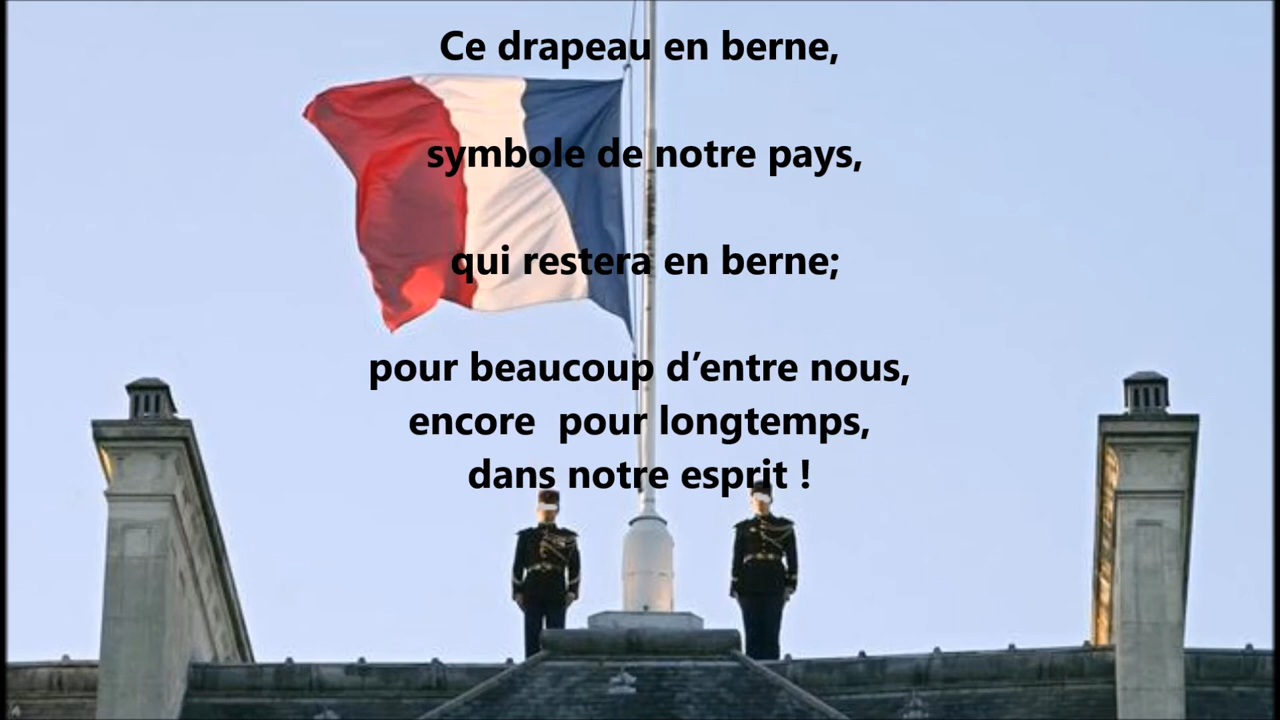 Ce drapeau en berne,
symbole de notre pays,
qui restera en berne;
pour beaucoup d’entre nous,
encore  pour longtemps,
dans notre esprit !